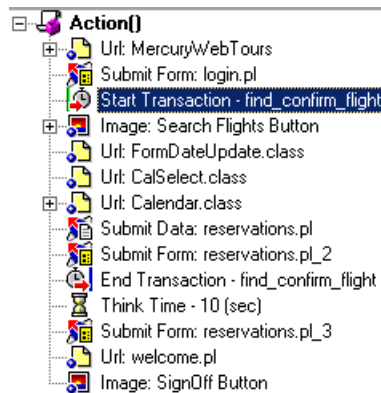 Action()
Url: MercuryWebTours
Submit Form: login.pl
Start Transaction - find_confirm_flight
Image: Search Flights Button
Url: FormDateUpdate.class
Url: CalSelect.class
Url: Calendar.class
Submit Data: reservations.pl
Submit Form: reservations.pl_2
End Transaction - find_confirm_flight
Think Time - 10 (sec)
Submit Form: reservations.pl_3
Url: welcome.pl
Image: SignOff Button